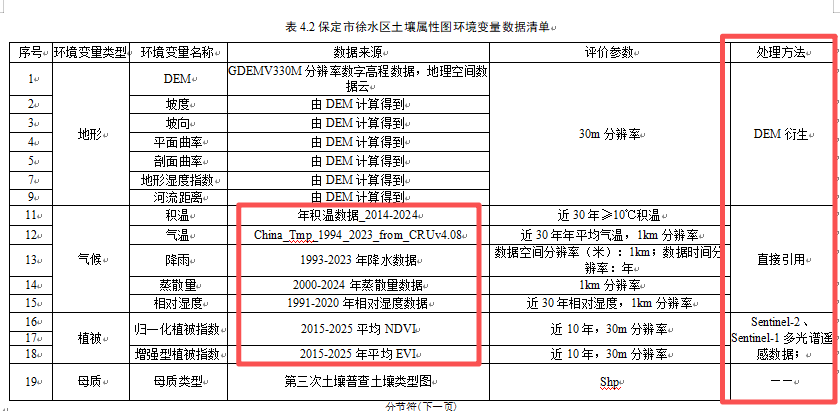 表 4.2 保定市徐水区土壤属性图环境变量数据清单
序号 环境变量类型 环境变量名称 数据来源 评价参数 处理方法
1 地形 DEM GDEMV330M 分辨率数字高程数据，地理空间数据云 30m 分辨率 DEM 衍生
2 坡度 由 DEM 计算得到
3 坡向 由 DEM 计算得到
4 平面曲率 由 DEM 计算得到
5 剖面曲率 由 DEM 计算得到
7 地形湿度指数 由 DEM 计算得到
9 河流距离 由 DEM 计算得到
11 气候 积温 年积温数据_2014-2024 近 30 年≥10℃积温 直接引用
12 气温 China_Tmp_1994_2023_from_CRUv4.08 近 30 年年平均气温，1km 分辨率
13 降雨 1993-2023 年降水数据 数据空间分辨率（米）：1km；数据时间分辨率：年
14 蒸散量 2000-2024 年蒸散量数据 1km 分辨率
15 相对湿度 1991-2020 年相对湿度数据 近 30 年相对湿度，1km 分辨率
16 植被 归一化植被指数 2015-2025 平均 NDVI 近 10 年，30m 分辨率 Sentinel-2、Sentinel-1 多光谱遥感数据；
17
18 增强型植被指数 2015-2025 年平均 EVI 近 10 年，30m 分辨率
19 母质 母质类型 第三次土壤普查土壤类型图 Shp ——
分节符(下一页)